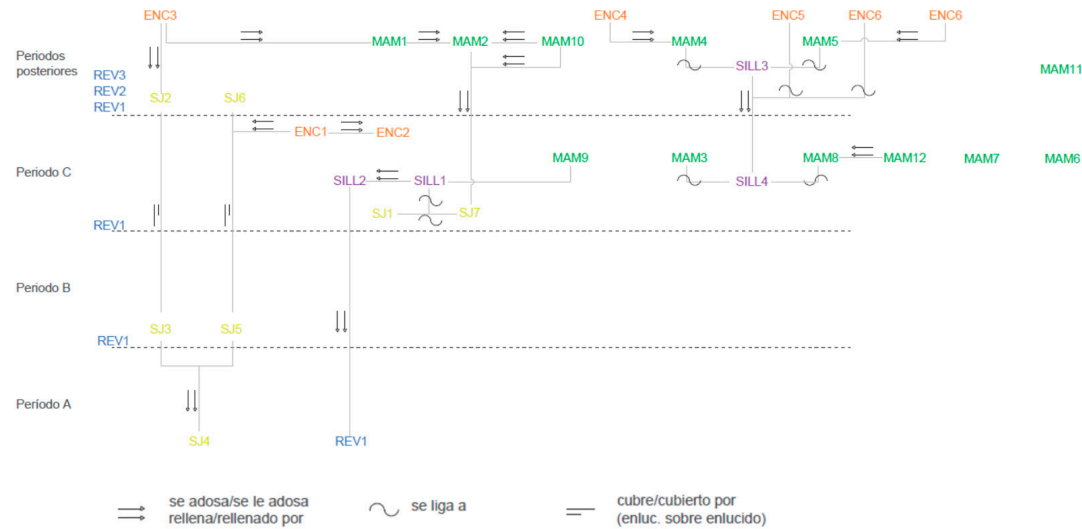 ENC3 ENC4 ENC5 ENC6 ENC6
MAM1 MAM2 MAM10 MAM4 MAM5
Periodos
posteriores
SILL3 MAM11
REV3
REV2
SJ2 SJ6
REV1
ENC1 ENC2
MAM9 MAM3 MAM8 MAM12 MAM7 MAM6
Periodo C
SILL2 SILL1 SILL4
SJ1 SJ7
REV1
Periodo B
SJ3 SJ5
REV1
Período A
SJ4 REV1
se adosa/se le adosa
rellena/rellenado por
se liga a
cubre/cubierto por
(enluc. sobre enlucido)